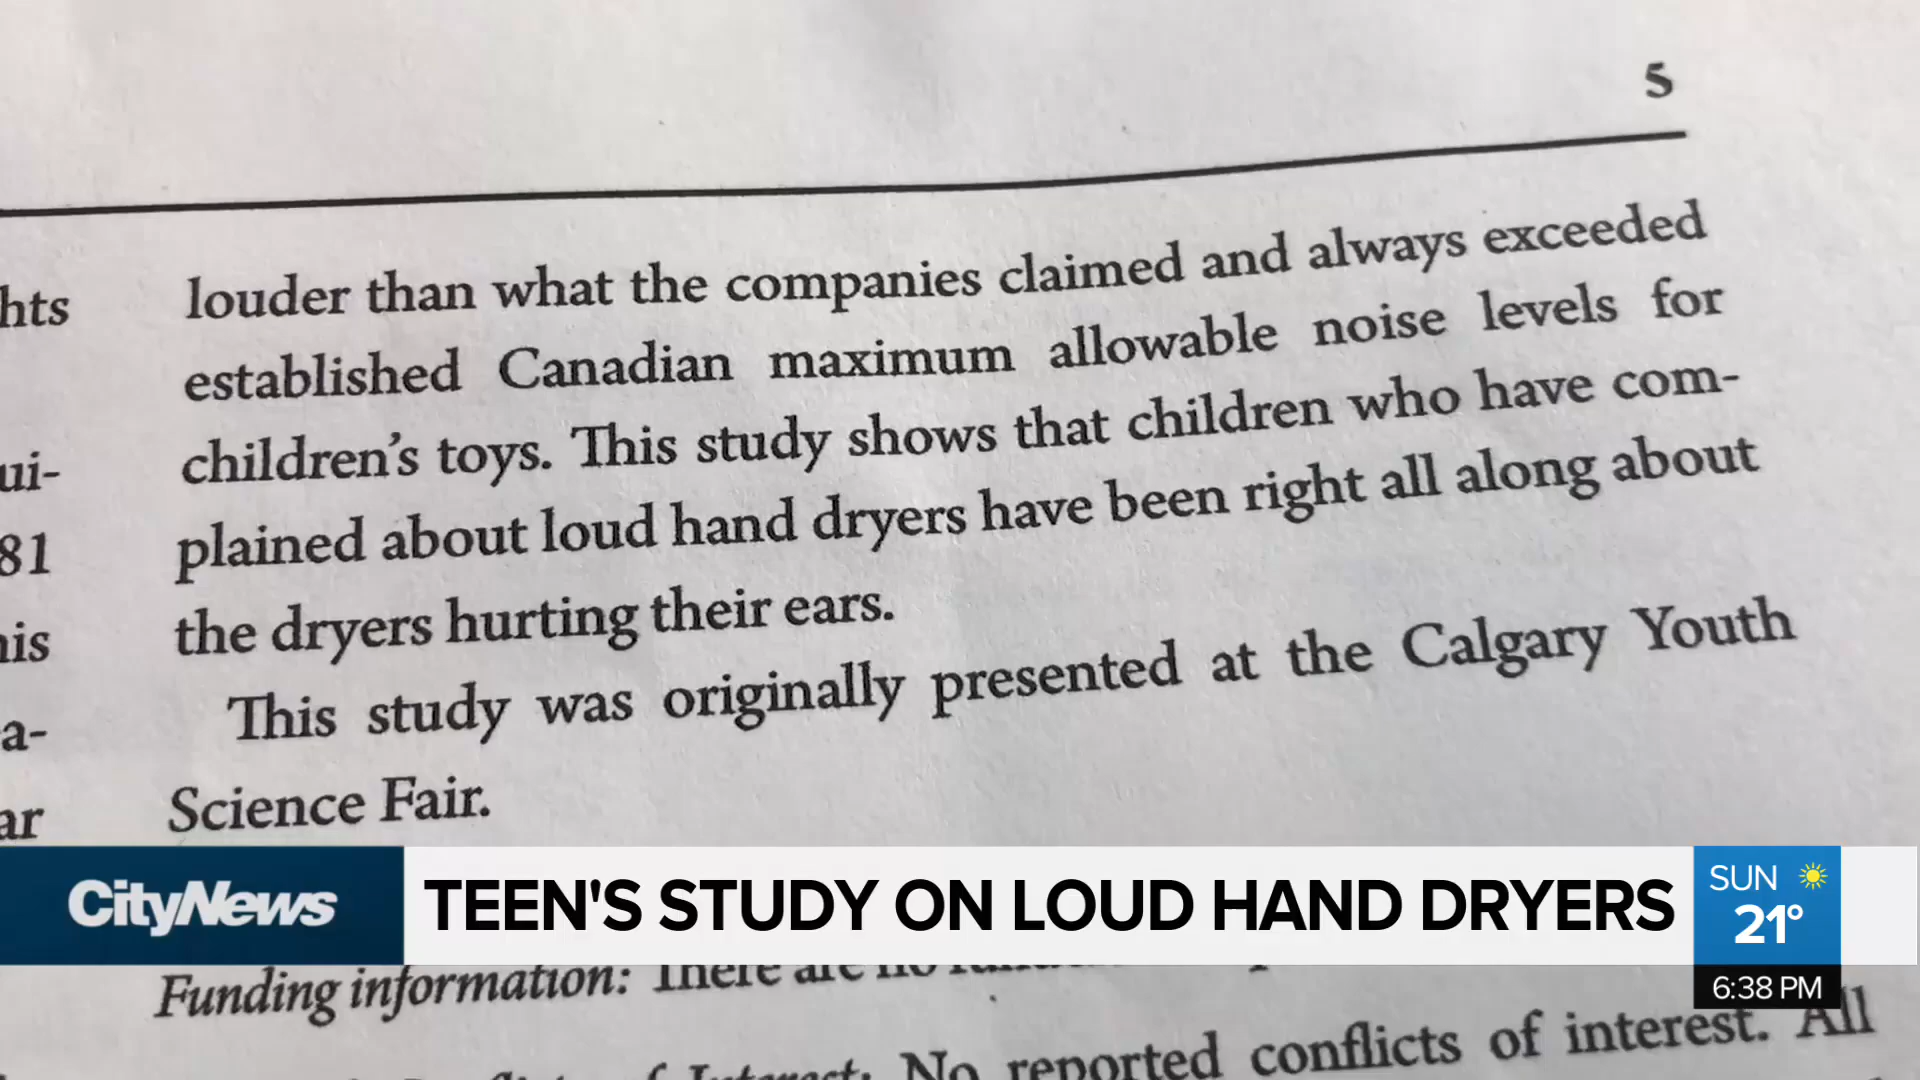 5
hts
ui-
81
his
a-
ar
louder than what the companies claimed and always exceeded
established Canadian maximum allowable noise levels for
children's toys. This study shows that children who have com-
plained about loud hand dryers have been right all along about
the dryers hurting their ears.
This study was originally presented at the Calgary Youth
Science Fair.
CityNews
TEEN'S STUDY ON LOUD HAND DRYERS
SUN
21°
6:38 PM
Funding information: There are no
No reported conflicts of interest. All